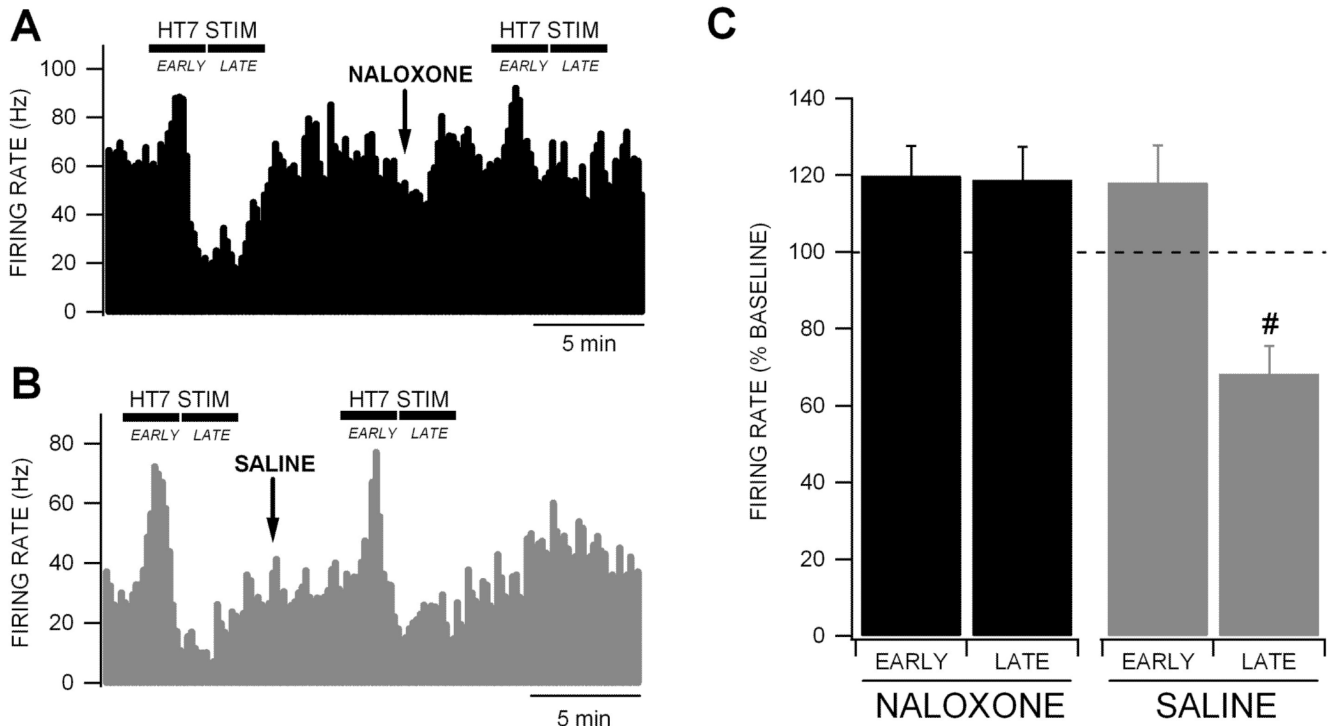 A
HT7 STIM
EARLY LATE
NALOXONE
HT7 STIM
EARLY LATE
FIRING RATE (Hz)
100
80
60
40
20
0
5 min
B
HT7 STIM
EARLY LATE
SALINE
HT7 STIM
EARLY LATE
FIRING RATE (Hz)
80
60
40
20
0
5 min
C
FIRING RATE (% BASELINE)
140
120
100
80
60
40
20
0
#
EARLY LATE EARLY LATE
NALOXONE SALINE